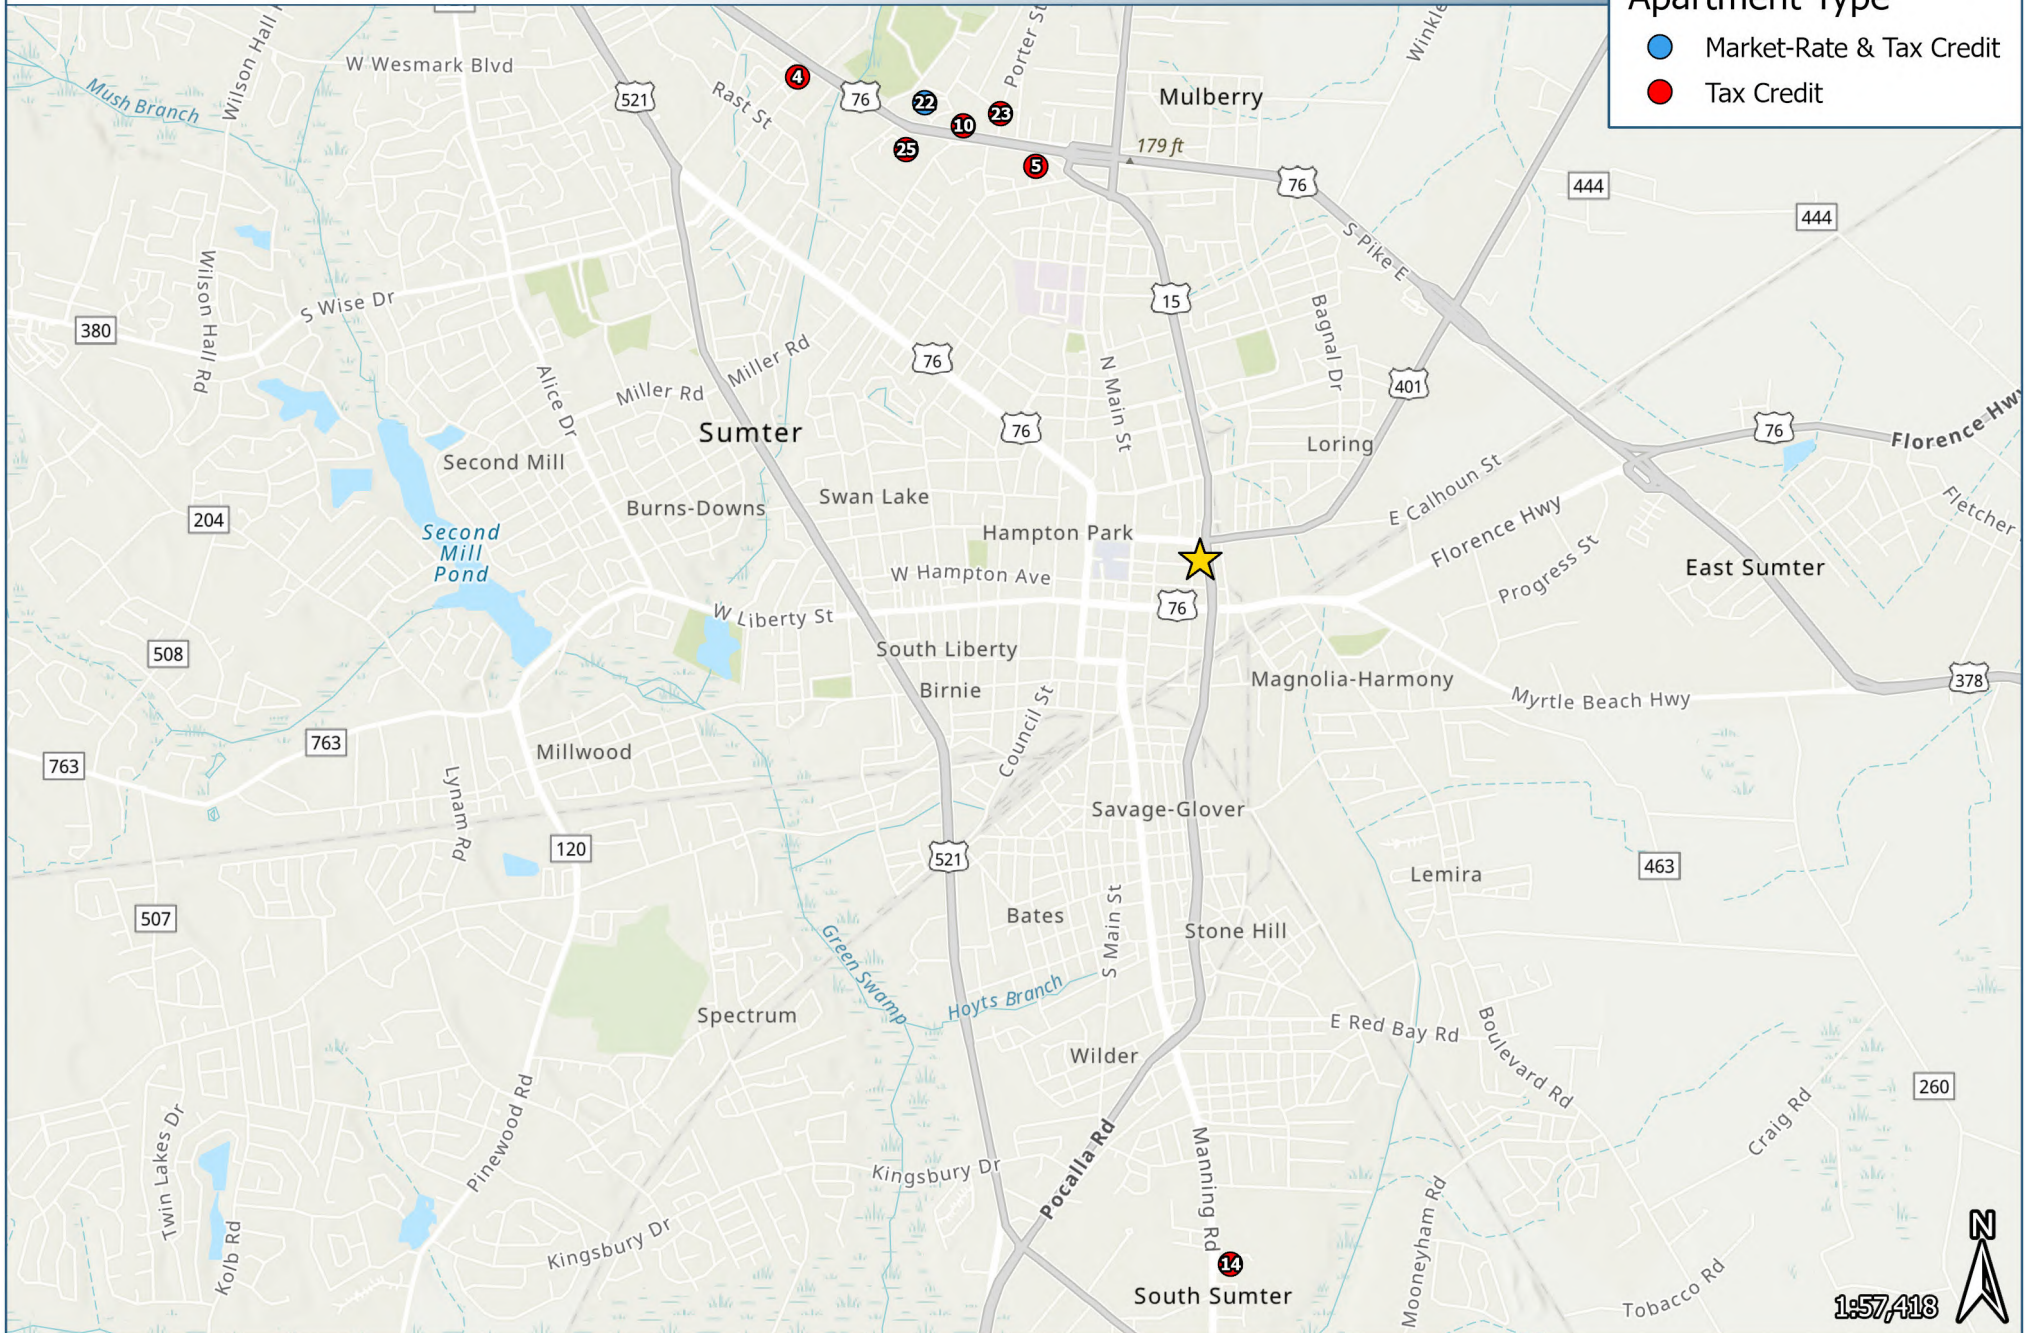 Apartment Type
Market-Rate & Tax Credit
Tax Credit
W Wesmark Blvd
Wilson Hall
Mush Branch
521
Rast St
4
76
22
10
23
25
5
Porter St
Mulberry
179 ft
76
Winkle
444
444
S Pike E
Wilson Hall Rd
S Wise Dr
380
15
Bagnal Dr
Miller Rd
Miller Rd
Alice Dr
76
N Main St
401
76
Sumter
Loring
76
Florence Hwy
Second Mill
Swan Lake
Burns-Downs
E Calhoun St
204
Second
Mill
Pond
Hampton Park
Florence Hwy
Fletcher
Progress St
East Sumter
W Hampton Ave
76
W Liberty St
508
South Liberty
Birnie
Magnolia-Harmony
378
Myrtle Beach Hwy
Council St
763
763
Millwood
Lynam Rd
Savage-Glover
120
521
463
Lemira
507
Bates
S Main St
Stone Hill
Green Swamp
Hoyts Branch
Spectrum
E Red Bay Rd
Boulevard Rd
Wilder
260
Craig Rd
Pinewood Rd
Twin Lakes Dr
Kolb Rd
Kingsbury Dr
Kingsbury Dr
Pocalla Rd
Manning Rd
Mooneyham Rd
14
South Sumter
Tobacco Rd
N
1:57,418